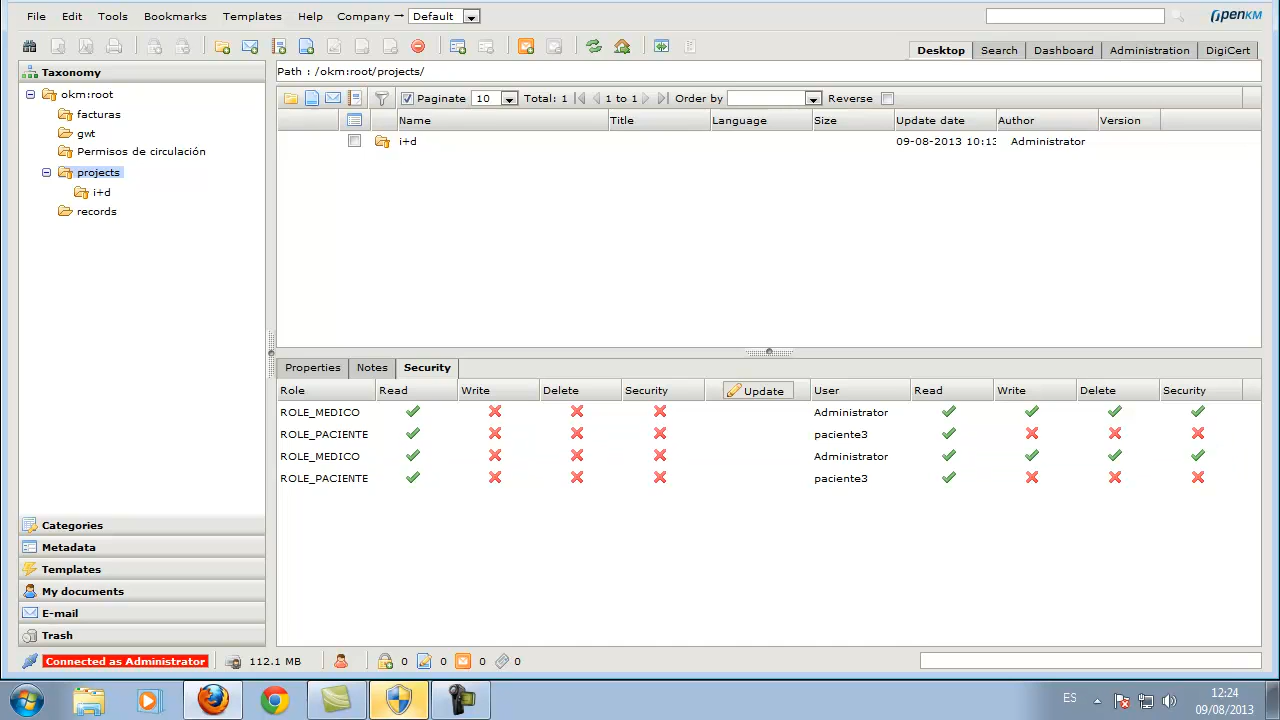 File Edit Tools Bookmarks Templates Help Company Default OPENKM
Desktop Search Dashboard Administration DigiCert
Taxonomy
okm:root
facturas
gwt
Permisos de circulación
projects
i+d
records
Categories
Metadata
Templates
My documents
E-mail
Trash
Path : /okm:root/projects/
Paginate 10 Total: 1 1 to 1 Order by Reverse
Name Title Language Size Update date Author Version
i+d 09-08-2013 10:13 Administrator
Properties Notes Security
Role Read Write Delete Security Update User Read Write Delete Security
ROLE_MEDICO Administrator
ROLE_PACIENTE paciente3
ROLE_MEDICO Administrator
ROLE_PACIENTE paciente3
Connected as Administrator 112.1 MB 0 0 0 0
ES 12:24
09/08/2013